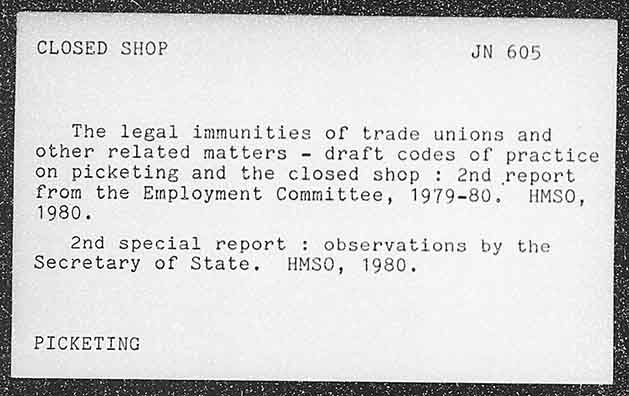 CLOSED SHOP JN 605
The legal immunities of trade unions and
other related matters - draft codes of practice
on picketing and the closed shop : 2nd report
from the Employment Committee, 1979-80. HMSO,
1980.
2nd special report : observations by the
Secretary of State. HMSO, 1980.
PICKETING